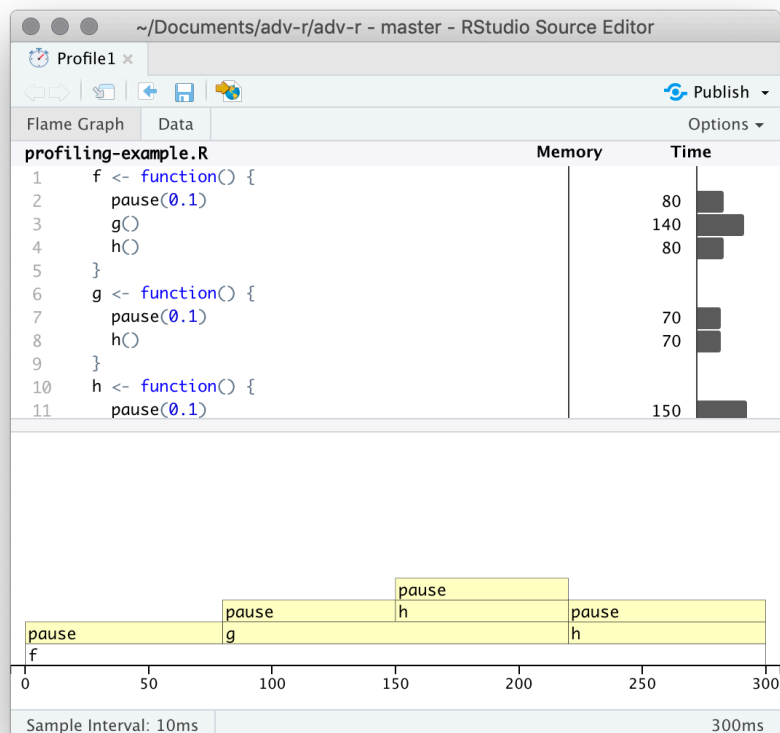 ~/Documents/adv-r/adv-r - master - RStudio Source Editor
Profile1 ×
Publish
Flame Graph Data Options
profiling-example.R Memory Time
1 f <- function() {
2 pause(0.1) 80
3 g() 140
4 h() 80
5 }
6 g <- function() {
7 pause(0.1) 70
8 h() 70
9 }
10 h <- function() {
11 pause(0.1) 150
pause
pause h pause
pause g h
f
0 50 100 150 200 250 300
Sample Interval: 10ms 300ms